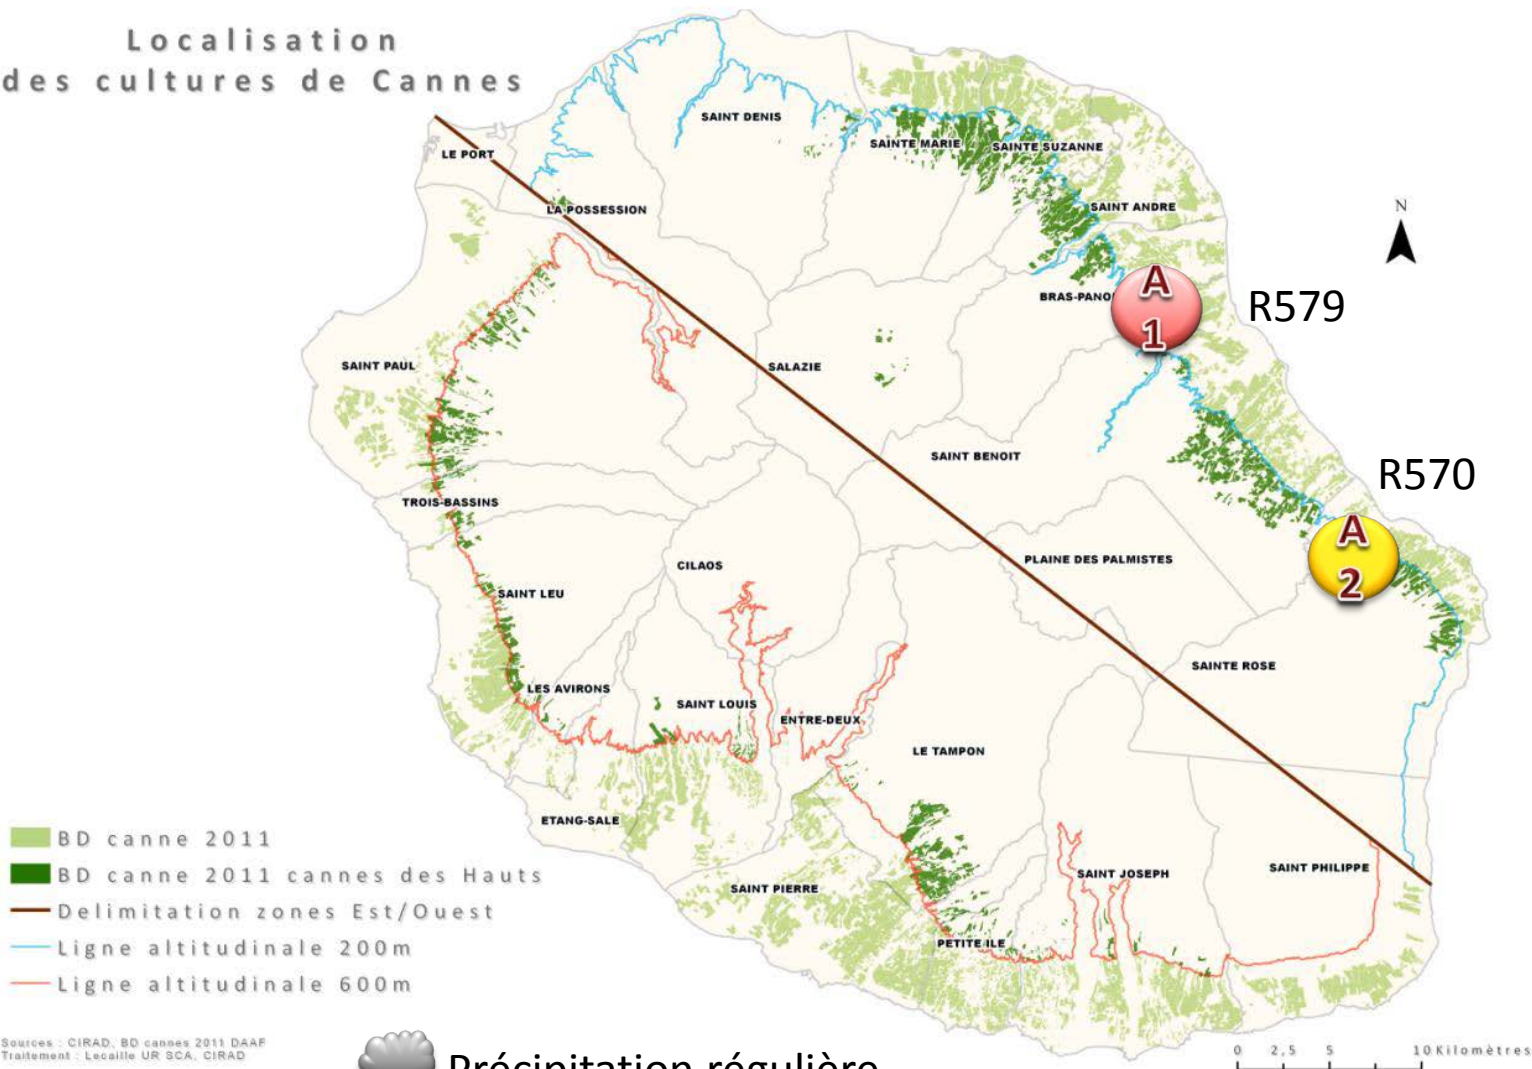 Localisation
des cultures de Cannes
SAINT DENIS
LE PORT
SAINTE MARIE
SAINTE SUZANNE
LA POSSESSION
SAINT ANDRE
N
BRAS-PANO
A
1
R579
SAINT PAUL
SALAZIE
SAINT BENOIT
R570
TROIS-BASSINS
A
2
CILAOS
PLAINE DES PALMISTES
SAINT LEU
SAINTE ROSE
LES AVIRONS
SAINT LOUIS
ENTRE-DEUX
LE TAMPON
ETANG-SALE
SAINT PIERRE
SAINT JOSEPH
SAINT PHILIPPE
PETITE ILE
BD canne 2011
BD canne 2011 cannes des Hauts
Delimitation zones Est/Ouest
Ligne altitudinale 200m
Ligne altitudinale 600m
Sources : CIRAD, BD cannes 2011 DAAF
Traitement : Lecaille UR SCA, CIRAD
Précipitation régulière
0 2,5 5 10 Kilomètres